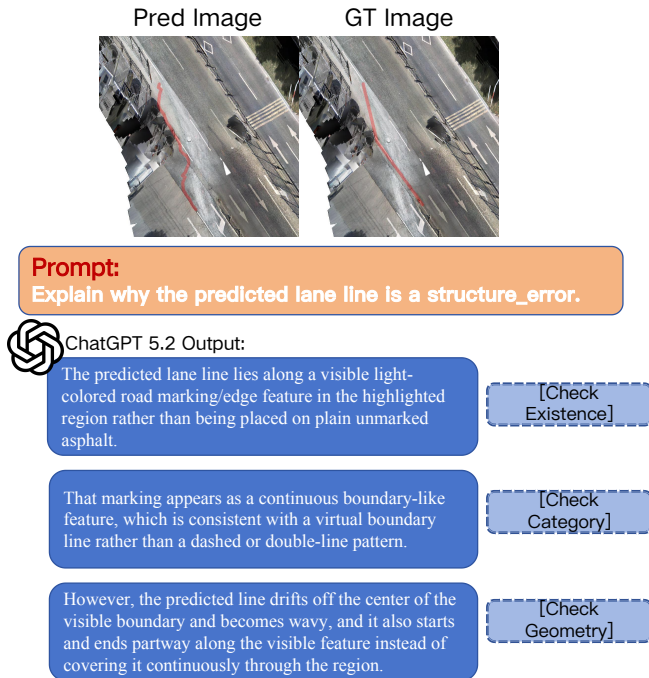 Pred Image
GT Image
Prompt:
Explain why the predicted lane line is a structure_error.
ChatGPT 5.2 Output:
The predicted lane line lies along a visible light-
colored road marking/edge feature in the highlighted
region rather than being placed on plain unmarked
asphalt.
[Check
Existence]
That marking appears as a continuous boundary-like
feature, which is consistent with a virtual boundary
line rather than a dashed or double-line pattern.
[Check
Category]
However, the predicted line drifts off the center of the
visible boundary and becomes wavy, and it also starts
and ends partway along the visible feature instead of
covering it continuously through the region.
[Check
Geometry]